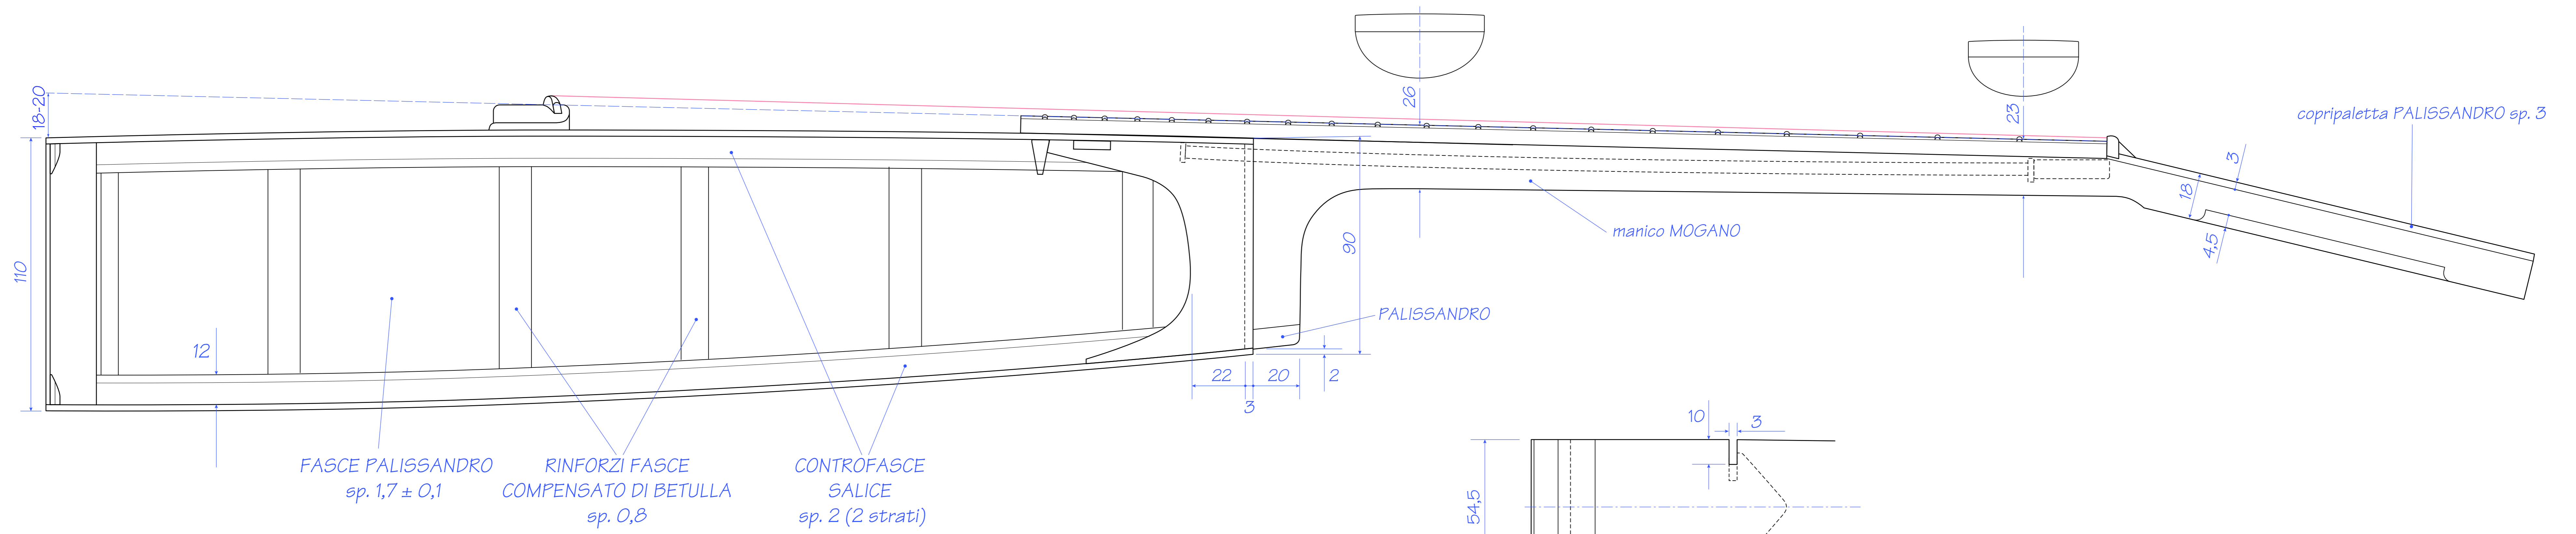 18-20
110
12
26
23
copripaletta PALISSANDRO sp. 3
3
18
4,5
manico MOGANO
90
PALISSANDRO
22
20
2
3
FASCE PALISSANDRO
sp. 1,7 ± 0,1
RINFORZI FASCE
COMPENSATO DI BETULLA
sp. 0,8
CONTROFASCE
SALICE
sp. 2 (2 strati)
10
3
54,5